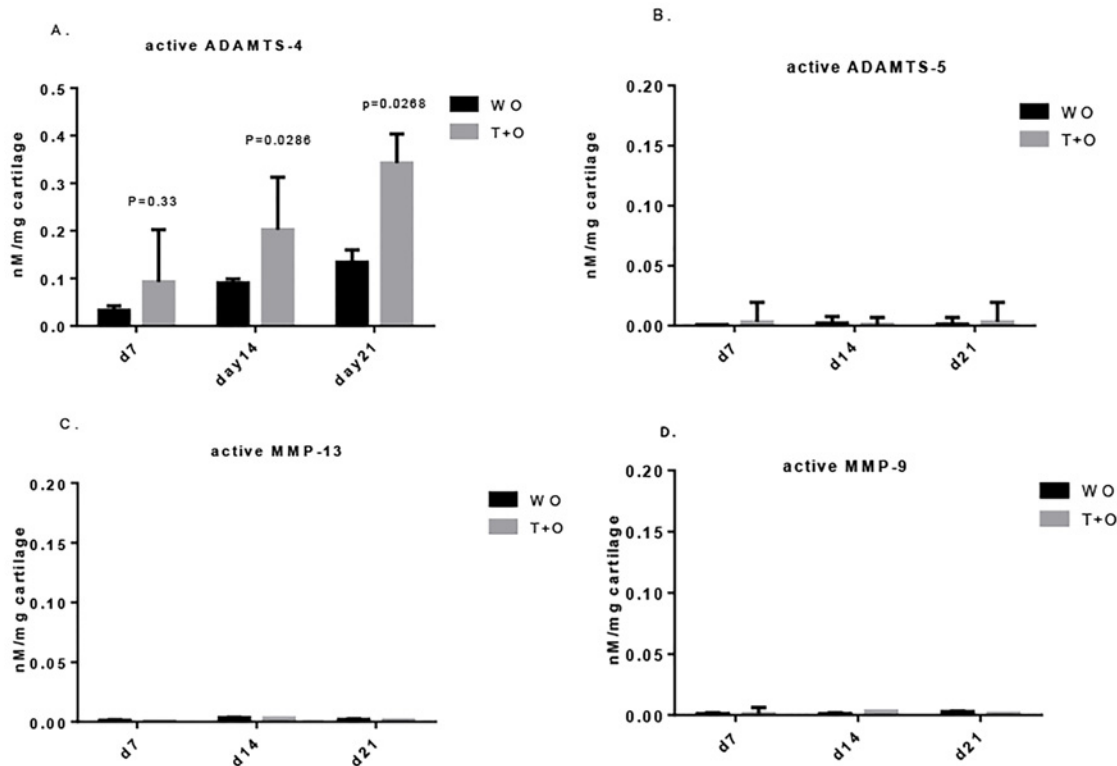 A.
active ADAMTS-4
nM/mg cartilage
0.5
0.4
0.3
0.2
0.1
0.0
P=0.33
P=0.0286
p=0.0268
WO
T+O
d7
day14
day21
B.
active ADAMTS-5
nM/mg cartilage
0.20
0.15
0.10
0.05
0.00
WO
T+O
d7
d14
d21
C.
active MMP-13
nM/mg cartilage
0.20
0.15
0.10
0.05
0.00
WO
T+O
d7
d14
d21
D.
active MMP-9
nM/mg cartilage
0.20
0.15
0.10
0.05
0.00
WO
T+O
d7
d14
d21